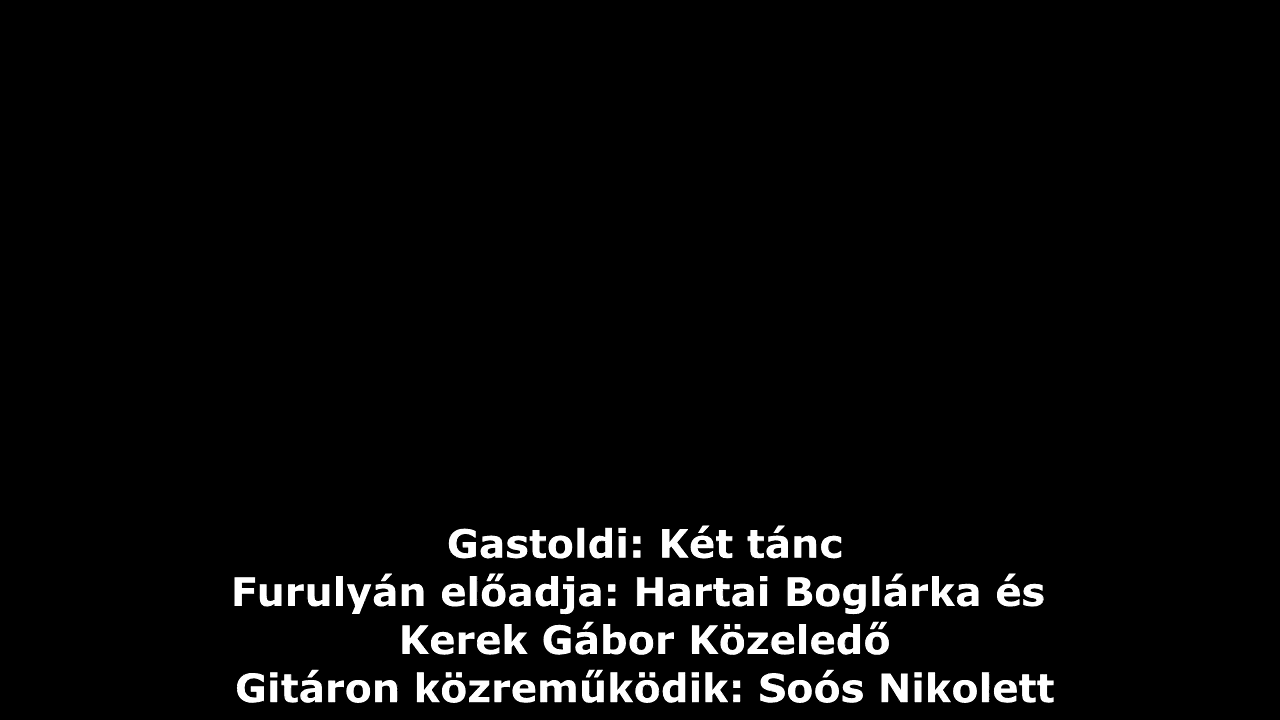 Gastoldi: Két tánc
Furulyán előadja: Hartai Boglárka és
Kerek Gábor Közeledő
Gitáron közreműködik: Soós Nikolett